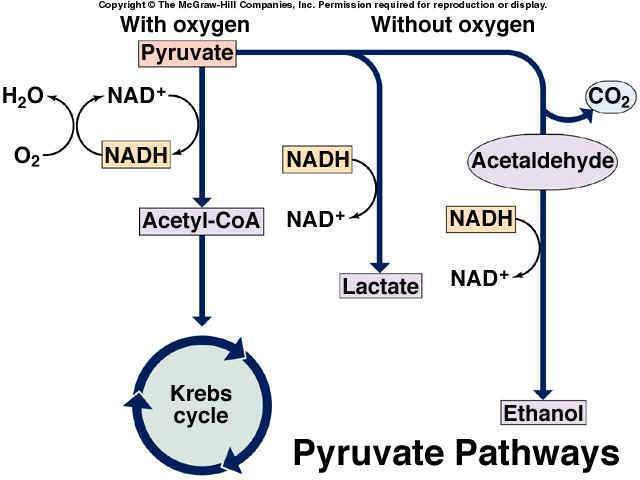 Copyright © The McGraw-Hill Companies, Inc. Permission required for reproduction or display.
With oxygen
Without oxygen
Pyruvate
H₂O
NAD⁺
O₂
NADH
Acetyl-CoA
Krebs
cycle
NADH
NAD⁺
Lactate
CO₂
Acetaldehyde
NADH
NAD⁺
Ethanol
Pyruvate Pathways